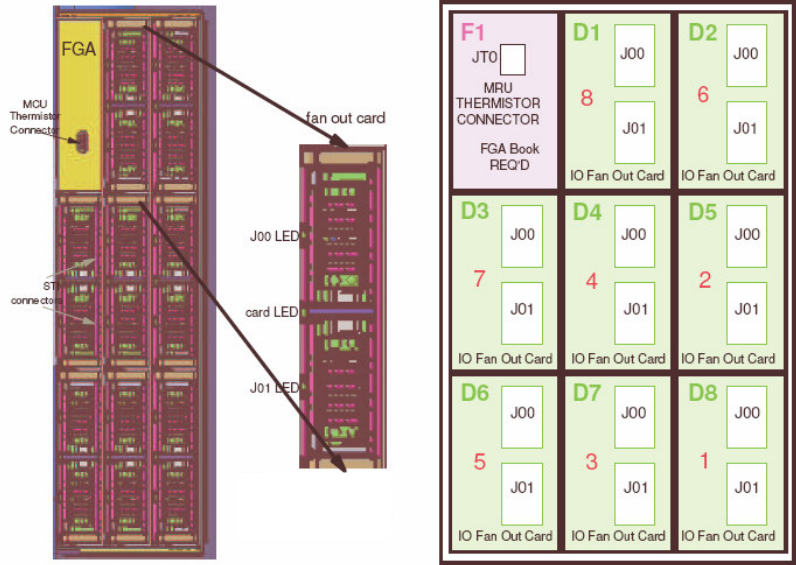 FGA
MCU
Thermistor
Connector
fan out card
J00 LED
STI
connectors
card LED
J01 LED
F1
JT0
MRU
THERMISTOR
CONNECTOR
FGA Book
REQ'D
D1
J00
8
J01
IO Fan Out Card
D2
J00
6
J01
IO Fan Out Card
D3
J00
7
J01
IO Fan Out Card
D4
J00
4
J01
IO Fan Out Card
D5
J00
2
J01
IO Fan Out Card
D6
J00
5
J01
IO Fan Out Card
D7
J00
3
J01
IO Fan Out Card
D8
J00
1
J01
IO Fan Out Card